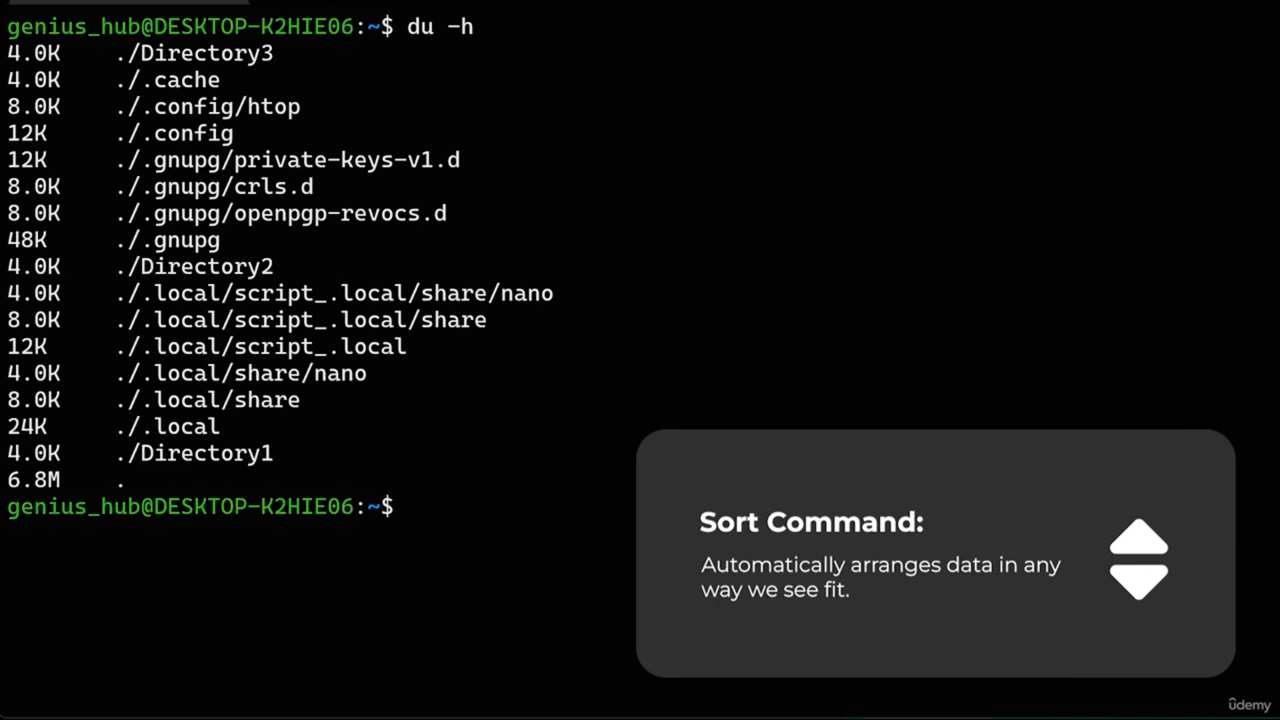 genius_hub@DESKTOP-K2HIE06:~$ du -h
4.0K ./Directory3
4.0K ./.cache
8.0K ./.config/htop
12K ./.config
12K ./.gnupg/private-keys-v1.d
8.0K ./.gnupg/crls.d
8.0K ./.gnupg/openpgp-revocs.d
48K ./.gnupg
4.0K ./Directory2
4.0K ./.local/script_.local/share/nano
8.0K ./.local/script_.local/share
12K ./.local/script_.local
4.0K ./.local/share/nano
8.0K ./.local/share
24K ./.local
4.0K ./Directory1
6.8M .
genius_hub@DESKTOP-K2HIE06:~$
Sort Command:
Automatically arranges data in any
way we see fit.
ûdemy